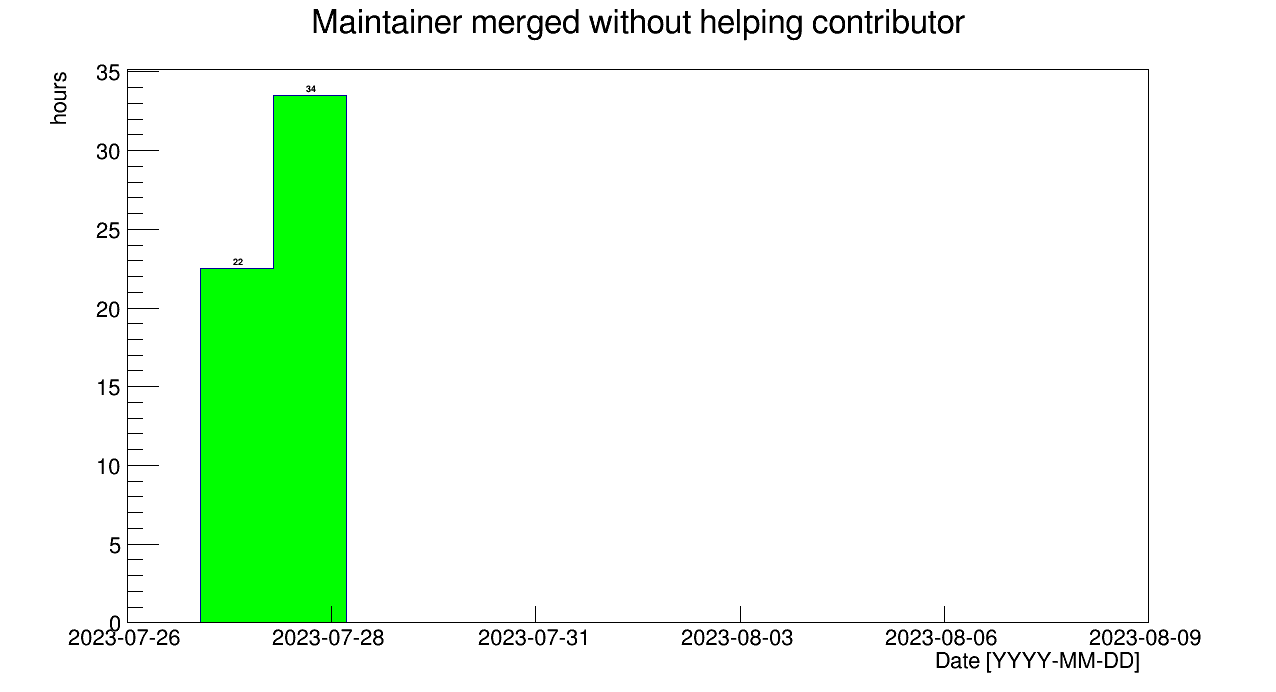 Maintainer merged without helping contributor
hours
35
30
25
20
15
10
5
0
34
22
2023-07-26 2023-07-28 2023-07-31 2023-08-03 2023-08-06 2023-08-09
Date [YYYY-MM-DD]